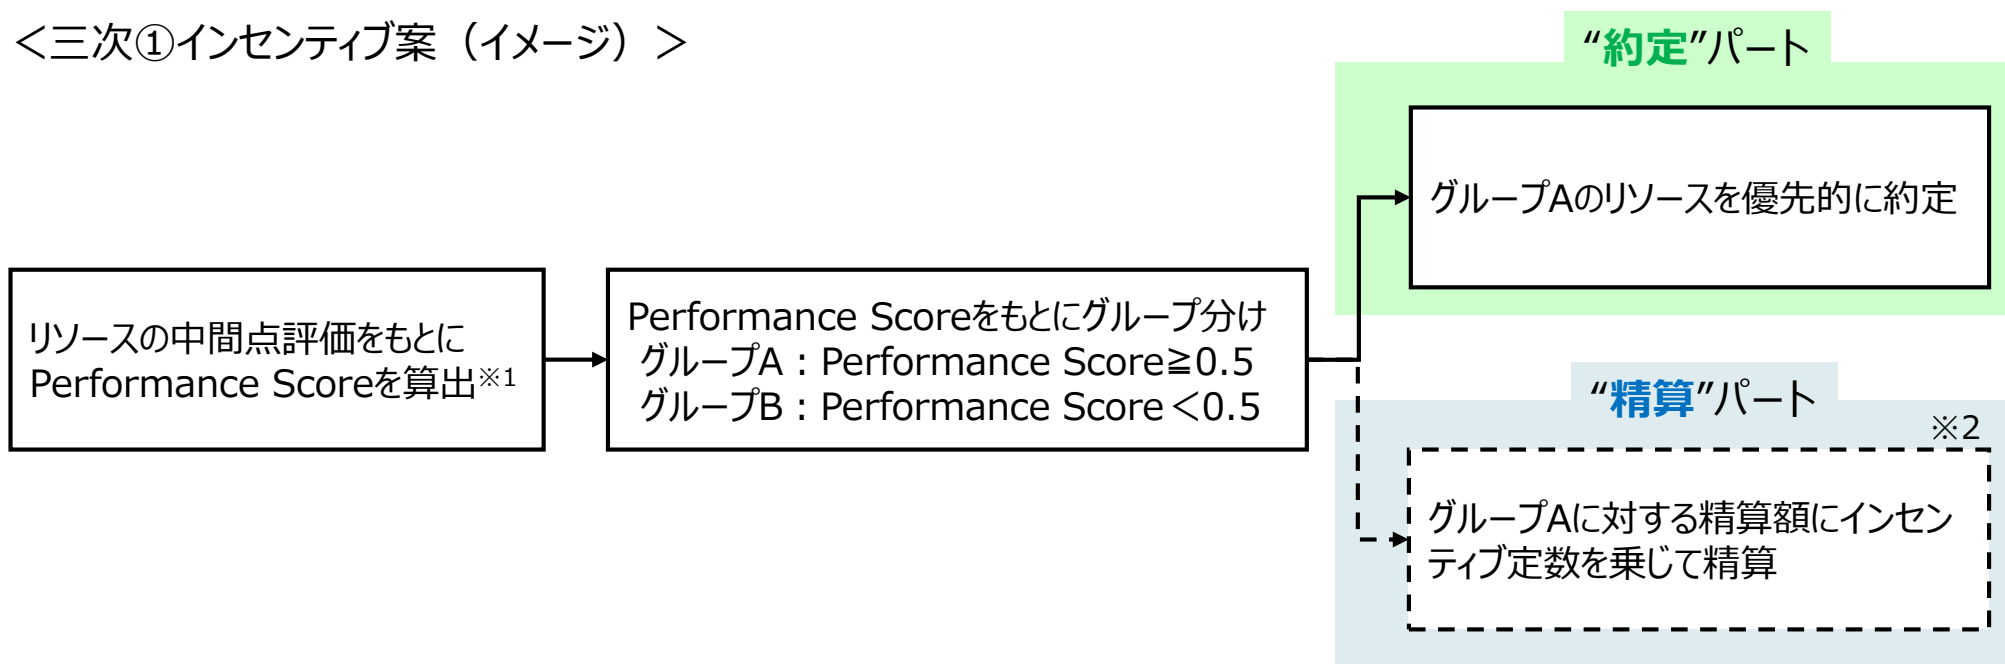 ＜三次①インセンティブ案（イメージ）＞
“約定”パート
グループAのリソースを優先的に約定
リソースの中間点評価をもとに
Performance Scoreを算出※1
Performance Scoreをもとにグループ分け
グループA：Performance Score≧0.5
グループB：Performance Score＜0.5
“精算”パート
※2
グループAに対する精算額にインセン
ティブ定数を乗じて精算